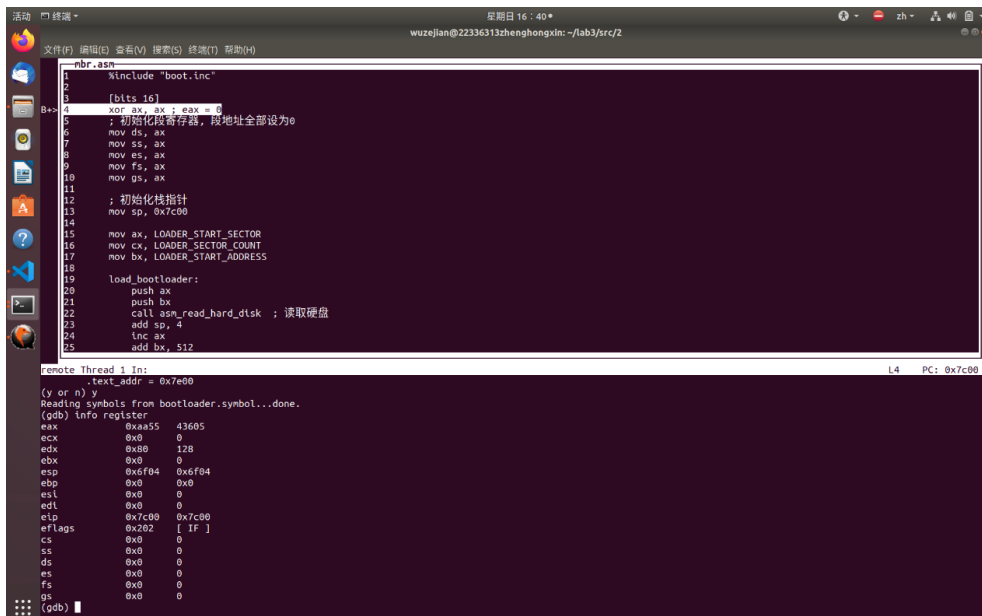 活动 终端 星期日 16：40 zh
wuzejian@22336313zhenghongxin: ~/lab3/src/2
文件(F) 编辑(E) 查看(V) 搜索(S) 终端(T) 帮助(H)
mbr.asm
1 %include "boot.inc"
2
3 [bits 16]
B+> 4 xor ax, ax ; eax = 0
5 ; 初始化段寄存器, 段地址全部设为0
6 mov ds, ax
7 mov ss, ax
8 mov es, ax
9 mov fs, ax
10 mov gs, ax
11
12 ; 初始化栈指针
13 mov sp, 0x7c00
14
15 mov ax, LOADER_START_SECTOR
16 mov cx, LOADER_SECTOR_COUNT
17 mov bx, LOADER_START_ADDRESS
18
19 load_bootloader:
20 push ax
21 push bx
22 call asm_read_hard_disk ; 读取硬盘
23 add sp, 4
24 inc ax
25 add bx, 512
remote Thread 1 In: L4 PC: 0x7c00
.text_addr = 0x7e00
(y or n) y
Reading symbols from bootloader.symbol...done.
(gdb) info register
eax 0xaa55 43605
ecx 0x0 0
edx 0x80 128
ebx 0x0 0
esp 0x6f04 0x6f04
ebp 0x0 0x0
esi 0x0 0
edi 0x0 0
eip 0x7c00 0x7c00
eflags 0x202 [ IF ]
cs 0x0 0
ss 0x0 0
ds 0x0 0
es 0x0 0
fs 0x0 0
gs 0x0 0
(gdb)